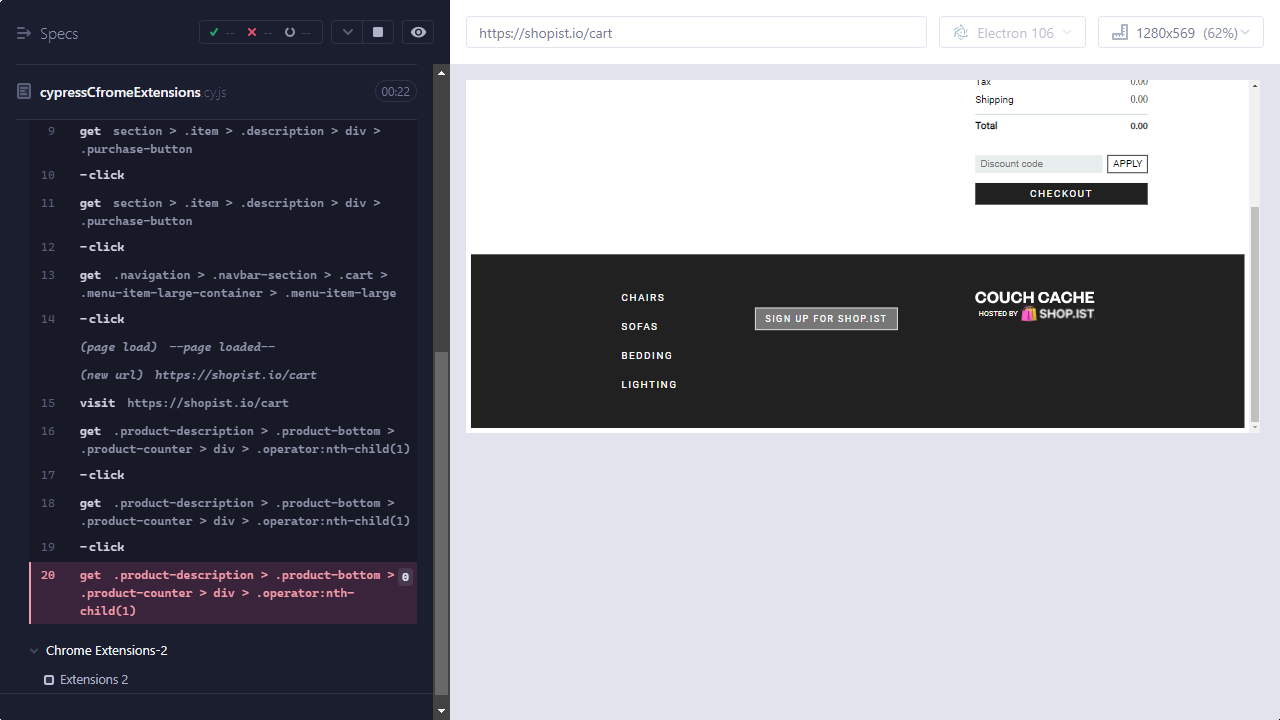 Specs
--
--
--
cypressCfromeExtensions.cy.js
00:22
9 get section > .item > .description > div >
.purchase-button
10 -click
11 get section > .item > .description > div >
.purchase-button
12 -click
13 get .navigation > .navbar-section > .cart >
.menu-item-large-container > .menu-item-large
14 -click
(page load) --page loaded--
(new url) https://shopist.io/cart
15 visit https://shopist.io/cart
16 get .product-description > .product-bottom >
.product-counter > div > .operator:nth-child(1)
17 -click
18 get .product-description > .product-bottom >
.product-counter > div > .operator:nth-child(1)
19 -click
20 get .product-description > .product-bottom > 0
.product-counter > div > .operator:nth-
child(1)
Chrome Extensions-2
Extensions 2
https://shopist.io/cart
Electron 106
1280x569 (62%)
Tax 0.00
Shipping 0.00
Total 0.00
Discount code
APPLY
CHECKOUT
CHAIRS
SOFAS
BEDDING
LIGHTING
SIGN UP FOR SHOP.IST
COUCH CACHE
HOSTED BY SHOP.IST